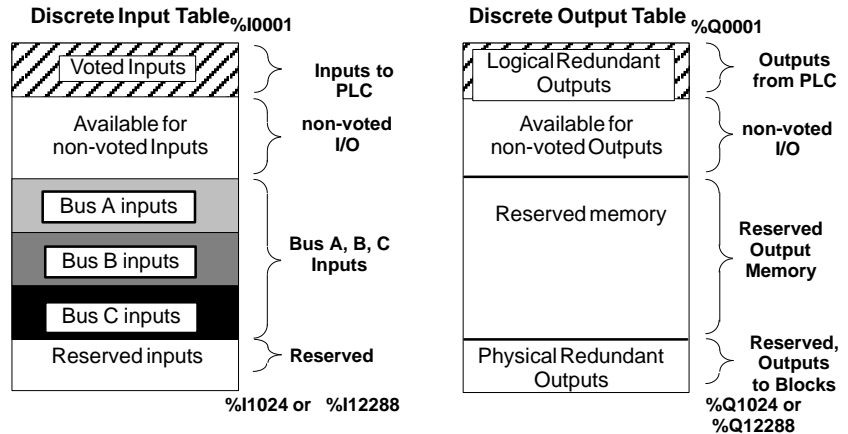 Discrete Input Table
%I0001
Voted Inputs
Inputs to
PLC
Available for
non-voted Inputs
non-voted
I/O
Bus A inputs
Bus B inputs
Bus C inputs
Bus A, B, C
Inputs
Reserved inputs
Reserved
%I1024 or %I12288
Discrete Output Table
%Q0001
Logical Redundant
Outputs
Outputs
from PLC
Available for
non-voted Outputs
non-voted
I/O
Reserved memory
Reserved
Output
Memory
Physical Redundant
Outputs
Reserved,
Outputs
to Blocks
%Q1024 or
%Q12288